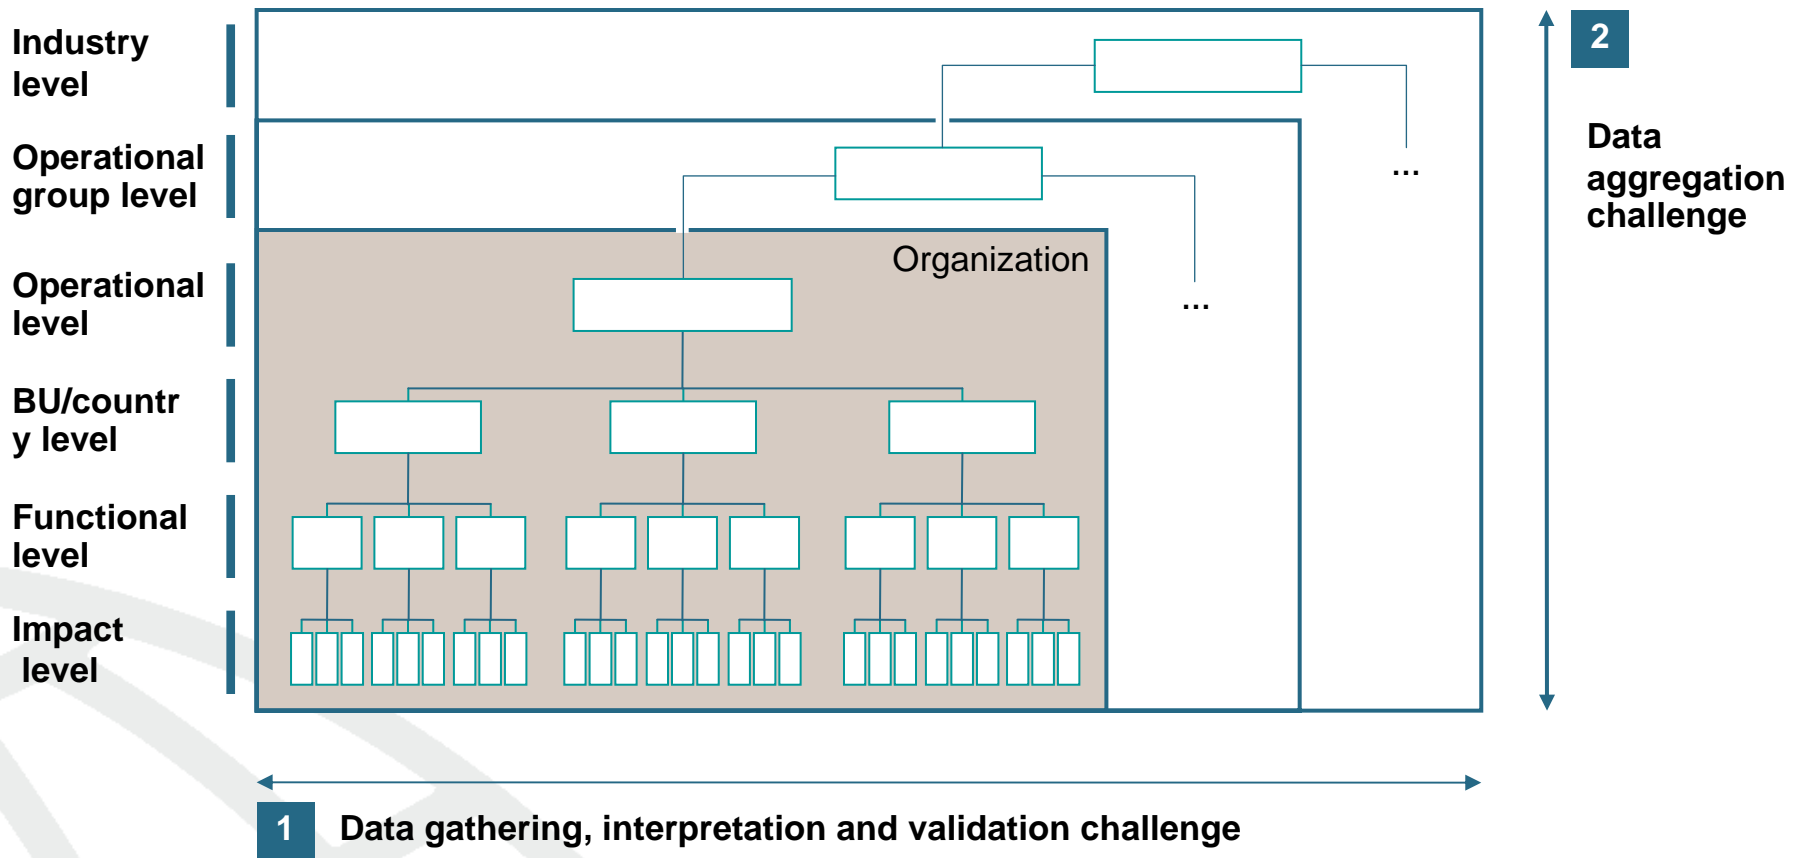 Industry
level
2
Data
aggregation
challenge
Operational
group level
...
Organization
Operational
level
...
BU/countr
y level
Functional
level
Impact
level
1 Data gathering, interpretation and validation challenge